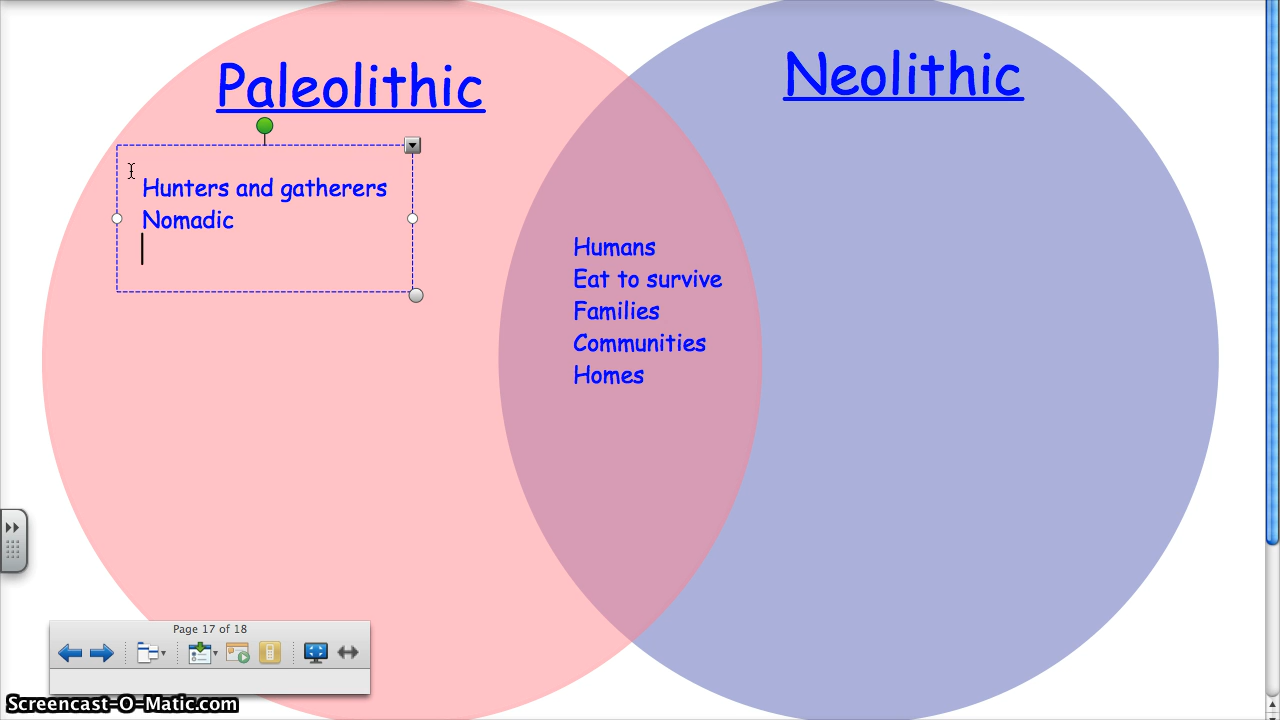 Paleolithic
Neolithic
Hunters and gatherers
Nomadic
Humans
Eat to survive
Families
Communities
Homes
Page 17 of 18
Screencast-O-Matic.com